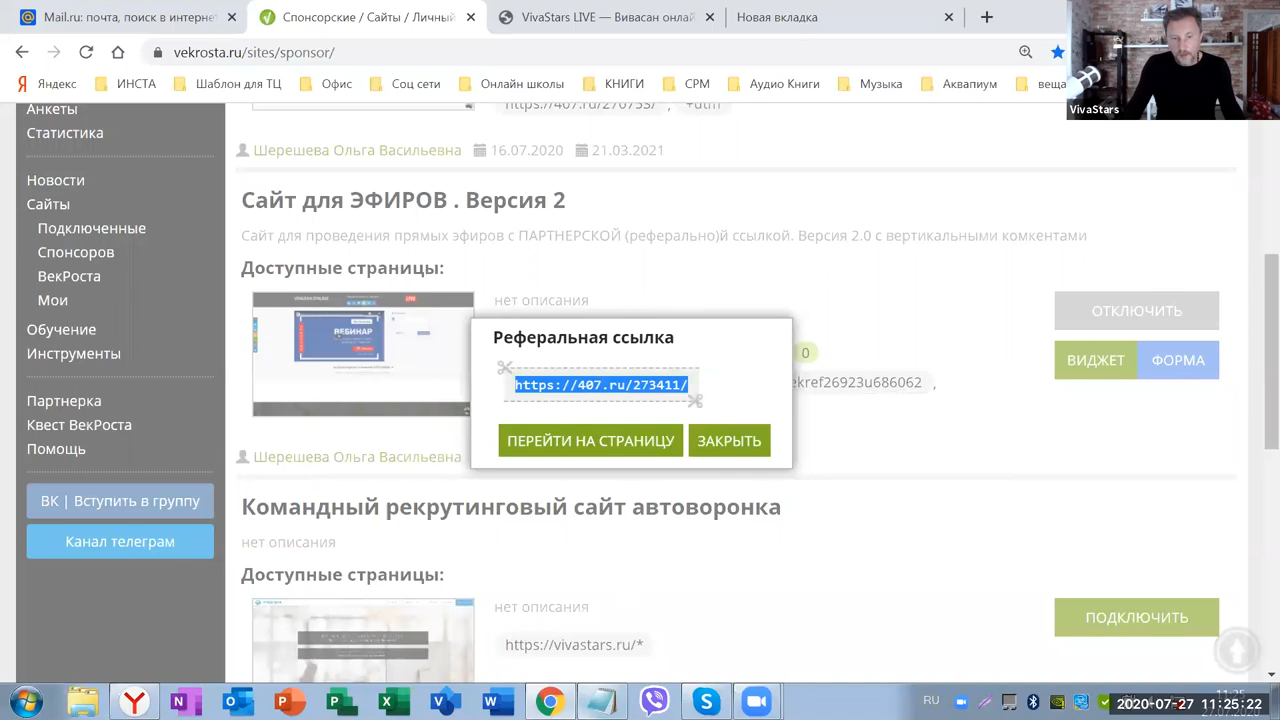 Mail.ru: почта, поиск в интернет
Спонсорские / Сайты / Личный
VivaStars LIVE — Вивасан онлай
Новая вкладка
vekrosta.ru/sites/sponsor/
Яндекс
ИНСТА
Шаблон для ТЦ
Офис
Соц сети
Онлайн школы
КНИГИ
СРМ
Аудио Книги
Музыка
Аквапиум
веща
VivaStars
Анкеты
Статистика
Новости
Сайты
Подключенные
Спонсоров
ВекРоста
Мои
Обучение
Инструменты
Партнерка
Квест ВекРоста
Помощь
ВК | Вступить в группу
Канал телеграм
Шерешева Ольга Васильевна 16.07.2020 21.03.2021
Сайт для ЭФИРОВ . Версия 2
Сайт для проведения прямых эфиров с ПАРТНЕРСКОЙ (реферально)й ссылкой. Версия 2.0 с вертикальными комкентами
Доступные страницы:
ВЕБИНАР
нет описания
ОТКЛЮЧИТЬ
0
ВИДЖЕТ ФОРМА
ekref26923u686062 ,
Реферальная ссылка
https://407.ru/273411/
ПЕРЕЙТИ НА СТРАНИЦУ ЗАКРЫТЬ
Шерешева Ольга Васильевна
Командный рекрутинговый сайт автоворонка
нет описания
Доступные страницы:
нет описания
ПОДКЛЮЧИТЬ
https://vivastars.ru/*
RU
2020-07-27 11:25:22